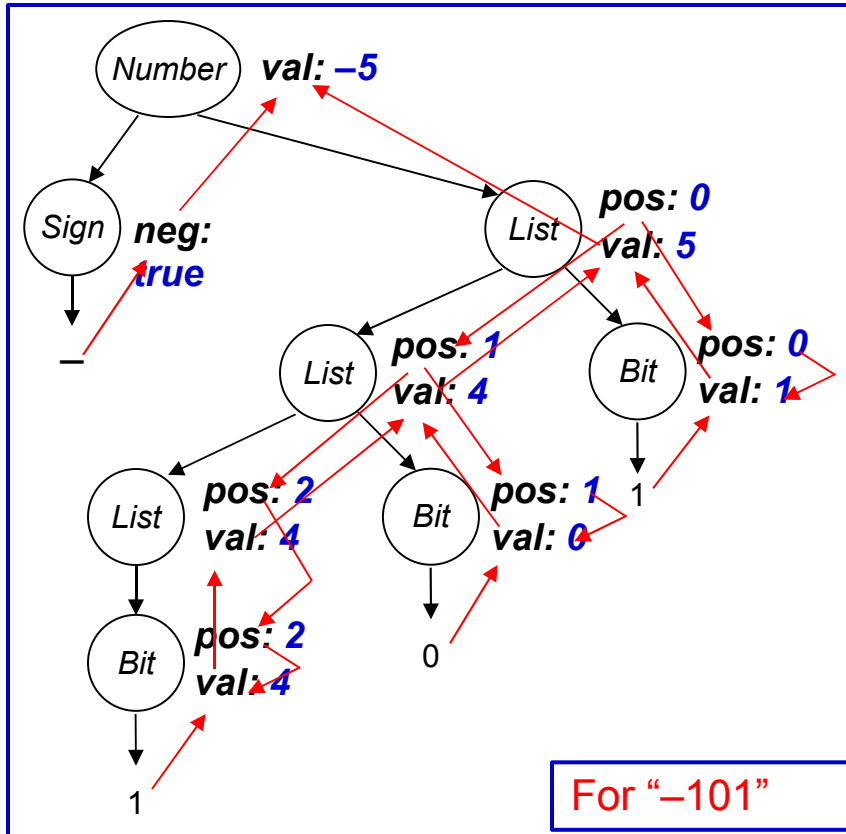 Number val: –5
Sign neg:
true
List pos: 0
val: 5
–
List pos: 1
val: 4
Bit pos: 0
val: 1
List pos: 2
val: 4
Bit pos: 1
val: 0
1
Bit pos: 2
val: 4
0
1
For “–101”